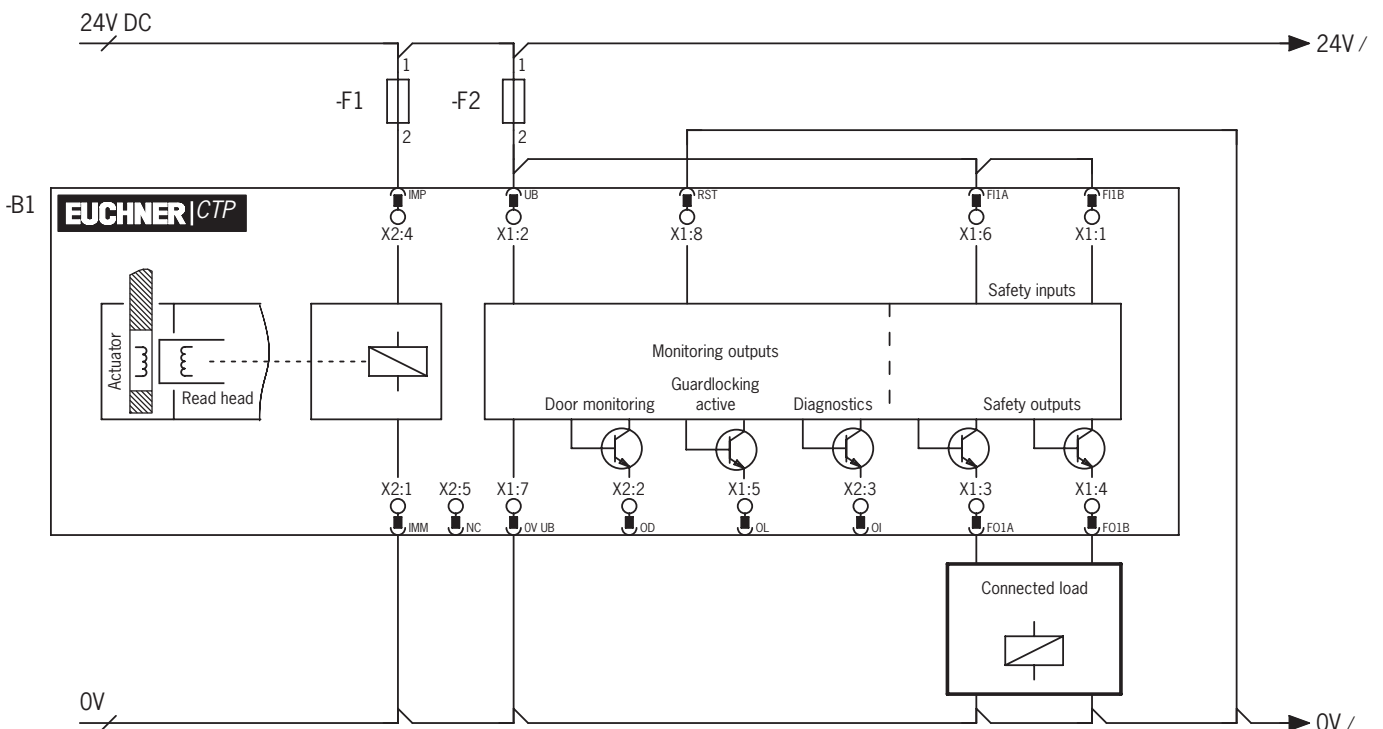 24V DC
24V /
1
1
-F1
-F2
2
2
-B1
EUCHNER|CTP
IMP
UB
RST
FI1A
FI1B
X2:4
X1:2
X1:8
X1:6
X1:1
Safety inputs
Actuator
Read head
Monitoring outputs
Door monitoring
Guardlocking
active
Diagnostics
Safety outputs
X2:1
X2:5
X1:7
X2:2
X1:5
X2:3
X1:3
X1:4
IMM
NC
0V UB
OD
OL
OI
FO1A
FO1B
Connected load
0V
0V /